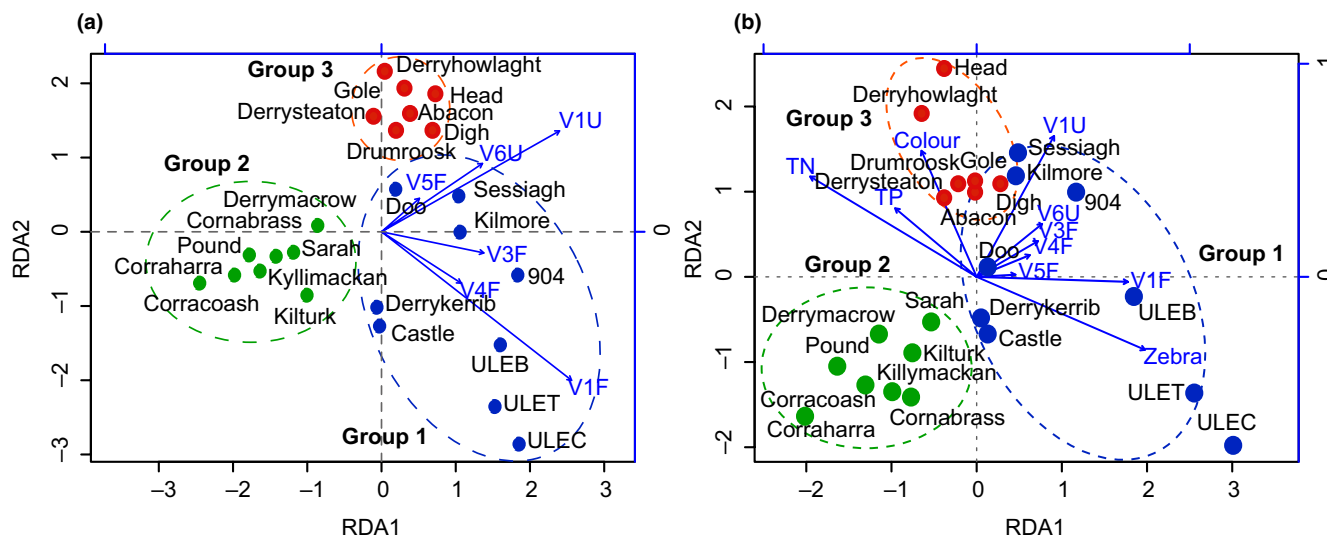 (a)
Group 3
Derryhowlaght
Gole
Head
Derrysteaton
Abacon
V1U
Digh
Drumroosk
V6U
Group 2
V5F
Derrymacrow
Doo
Sessiagh
Cornabrass
Kilmore
Pound
Sarah
V3F
Corraharra
Kyllimackan
904
V4F
Corracoash
Derrykerrib
Kilturk
Castle
ULEB
V1F
ULET
Group 1
ULEC
2
1
0
−1
−2
−3
RDA2
0
−3 −2 −1 0 1 2 3
RDA1
(b)
Head
Derryhowlaght
Group 3
V1U
Colour
Sessiagh
TN
Drumroosk
Gole
Kilmore
Derrysteaton
TP
Digh
904
Abacon
V6U
V3F
Doo
V4F
Group 1
Group 2
V5F
V1F
Sarah
Derrykerrib
ULEB
Derrymacrow
Castle
Pound
Kilturk
Zebra
Killymackan
Corracoash
ULET
Cornabrass
Corraharra
ULEC
2
1
0
−1
−2
RDA2
1
0
−2 −1 0 1 2 3
RDA1